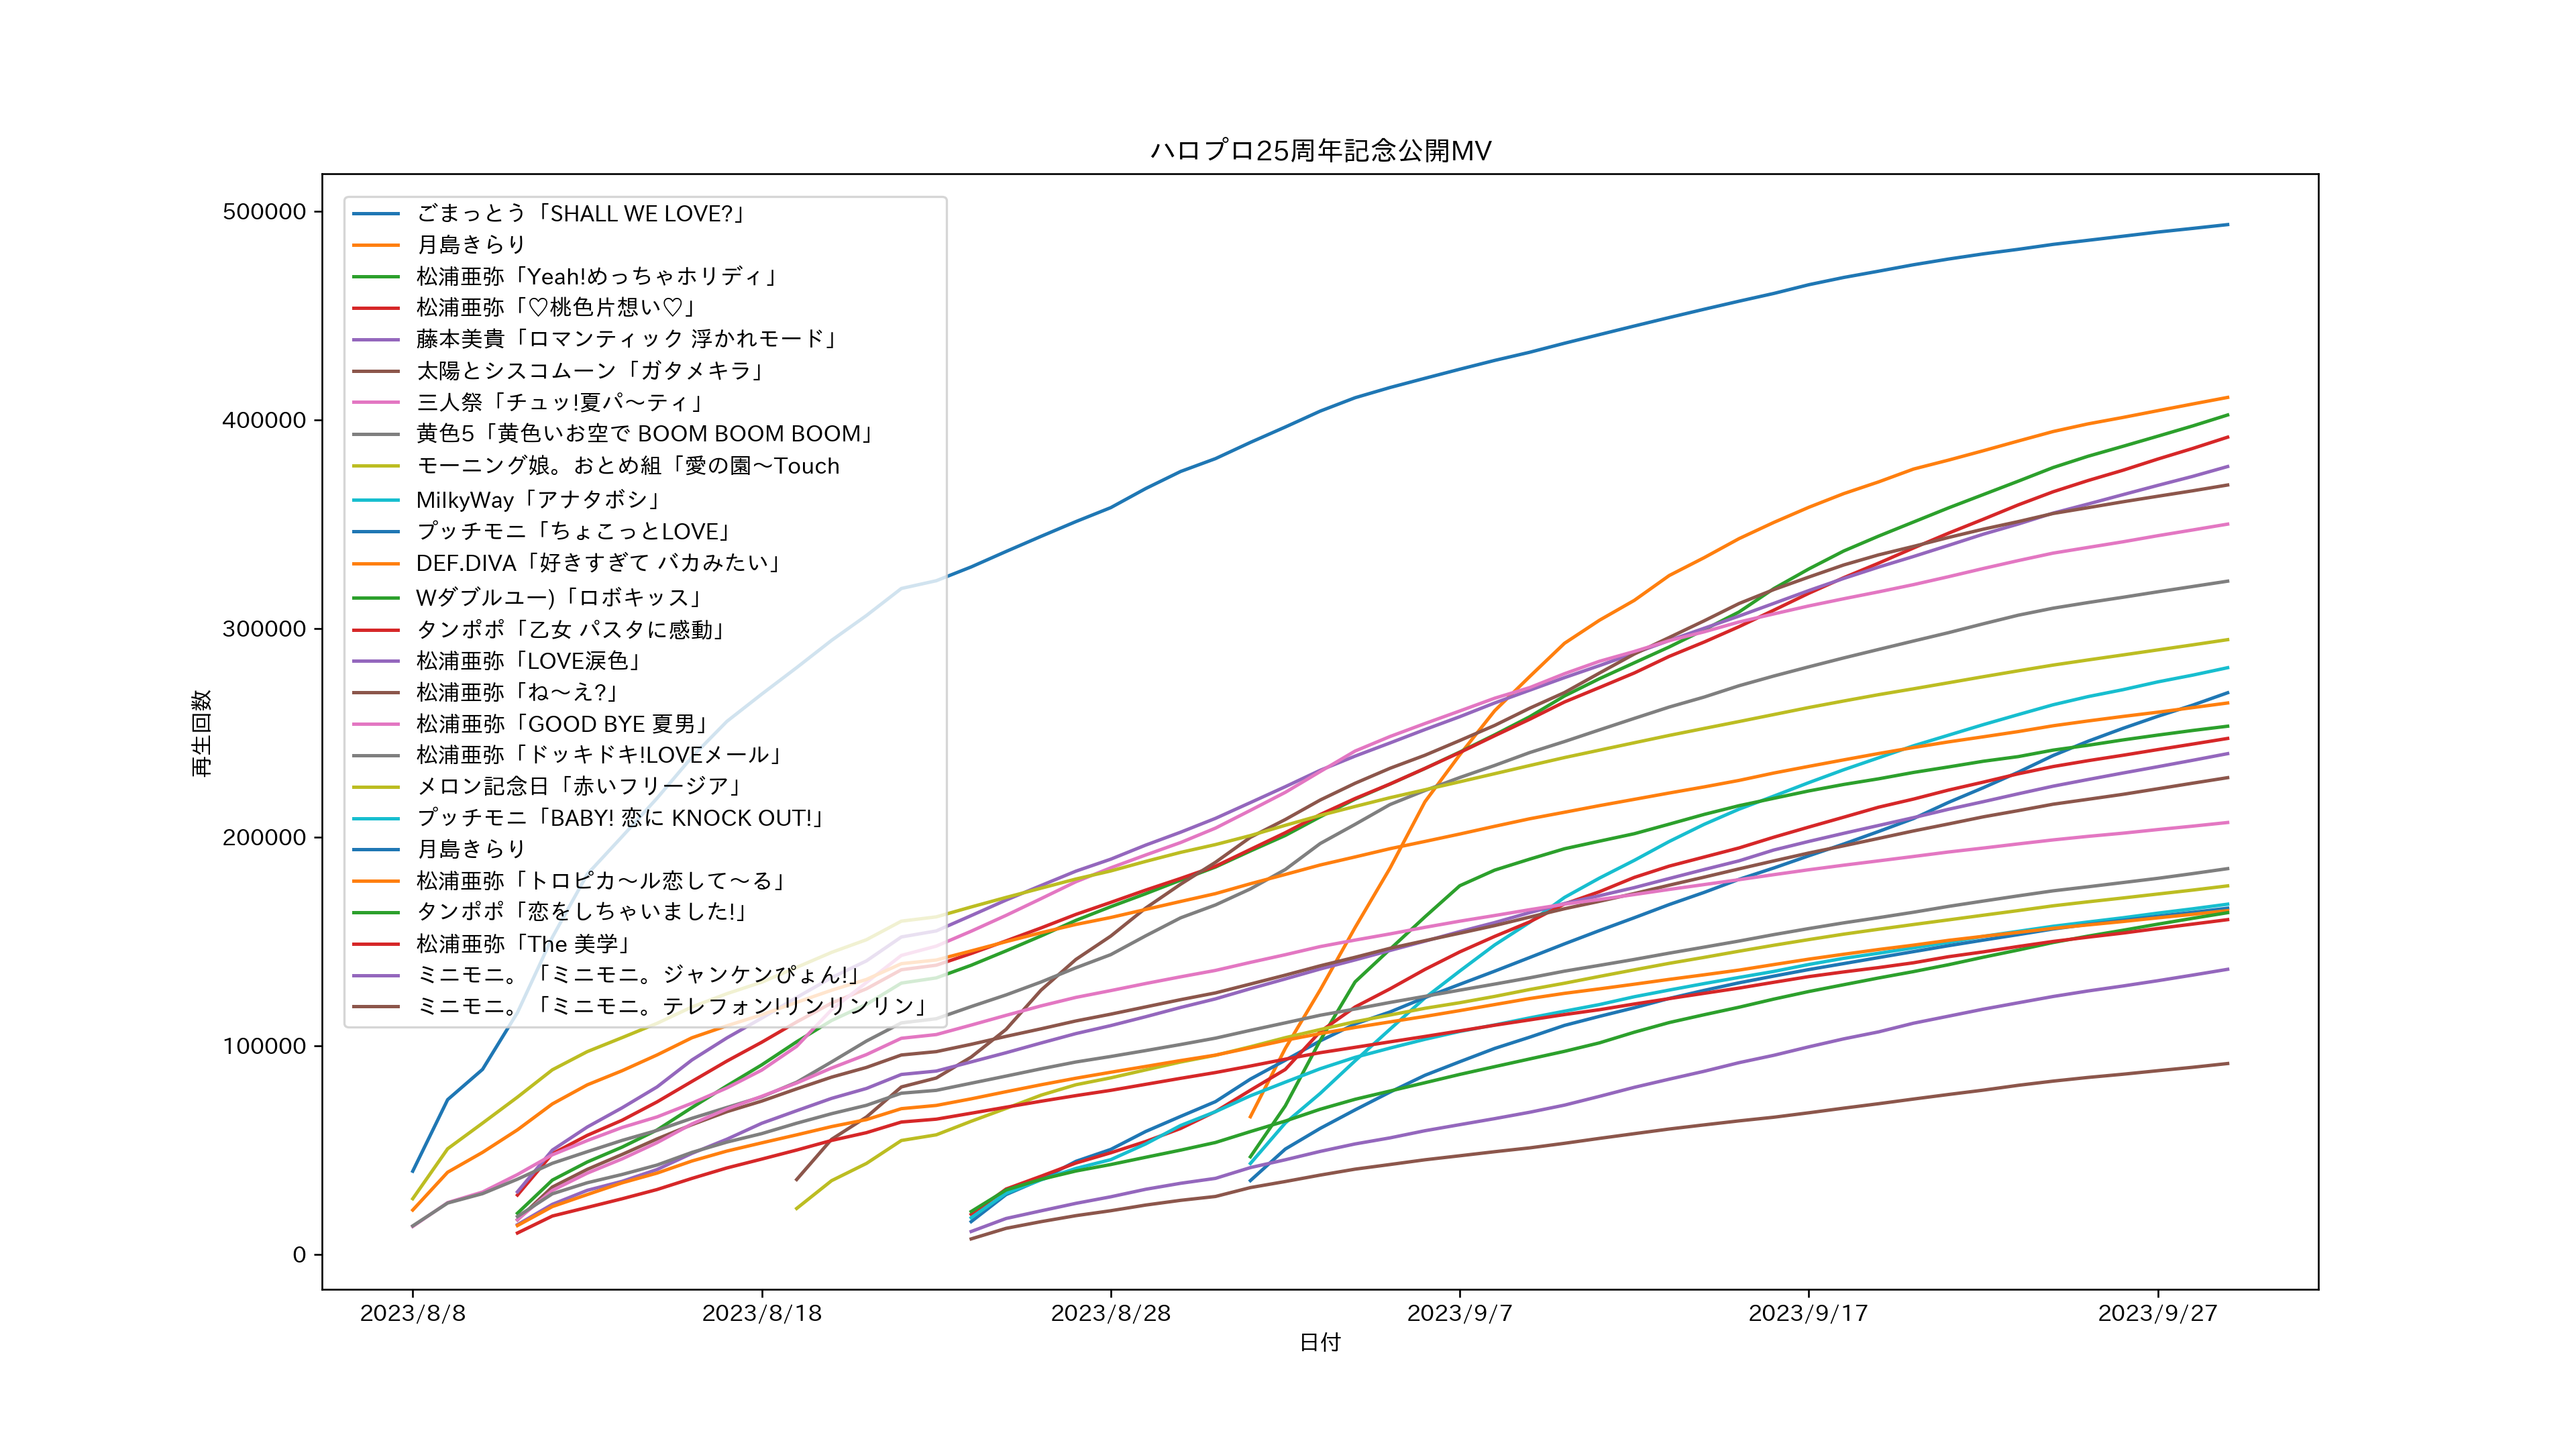 ハロプロ25周年記念公開MV
再生回数
500000
400000
300000
200000
100000
0
ごまっとう「SHALL WE LOVE?」
月島きらり
松浦亜弥「Yeah!めっちゃホリディ」
松浦亜弥「♡桃色片想い♡」
藤本美貴「ロマンティック 浮かれモード」
太陽とシスコムーン「ガタメキラ」
三人祭「チュッ!夏パ〜ティ」
黄色5「黄色いお空で BOOM BOOM BOOM」
モーニング娘。おとめ組「愛の園〜Touch
MilkyWay「アナタボシ」
プッチモニ「ちょこっとLOVE」
DEF.DIVA「好きすぎて バカみたい」
Wダブルユー)「ロボキッス」
タンポポ「乙女 パスタに感動」
松浦亜弥「LOVE涙色」
松浦亜弥「ね〜え?」
松浦亜弥「GOOD BYE 夏男」
松浦亜弥「ドッキドキ!LOVEメール」
メロン記念日「赤いフリージア」
プッチモニ「BABY! 恋に KNOCK OUT!」
月島きらり
松浦亜弥「トロピカ〜ル恋して〜る」
タンポポ「恋をしちゃいました!」
松浦亜弥「The 美学」
ミニモニ。「ミニモニ。ジャンケンぴょん!」
ミニモニ。「ミニモニ。テレフォン!リンリンリン」
2023/8/8 2023/8/18 2023/8/28 2023/9/7 2023/9/17 2023/9/27
日付